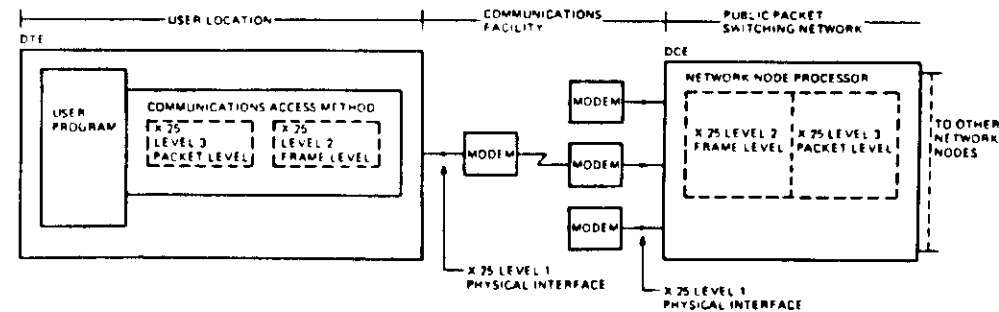 USER LOCATION
COMMUNICATIONS
FACILITY
PUBLIC PACKET
SWITCHING NETWORK
DTE
DCE
USER
PROGRAM
COMMUNICATIONS ACCESS METHOD
X 25
LEVEL 3
PACKET LEVEL
X 25
LEVEL 2
FRAME LEVEL
MODEM
MODEM
MODEM
MODEM
NETWORK NODE PROCESSOR
X 25 LEVEL 2
FRAME LEVEL
X 25 LEVEL 3
PACKET LEVEL
TO OTHER
NETWORK
NODES
X 25 LEVEL 1
PHYSICAL INTERFACE
X 25 LEVEL 1
PHYSICAL INTERFACE